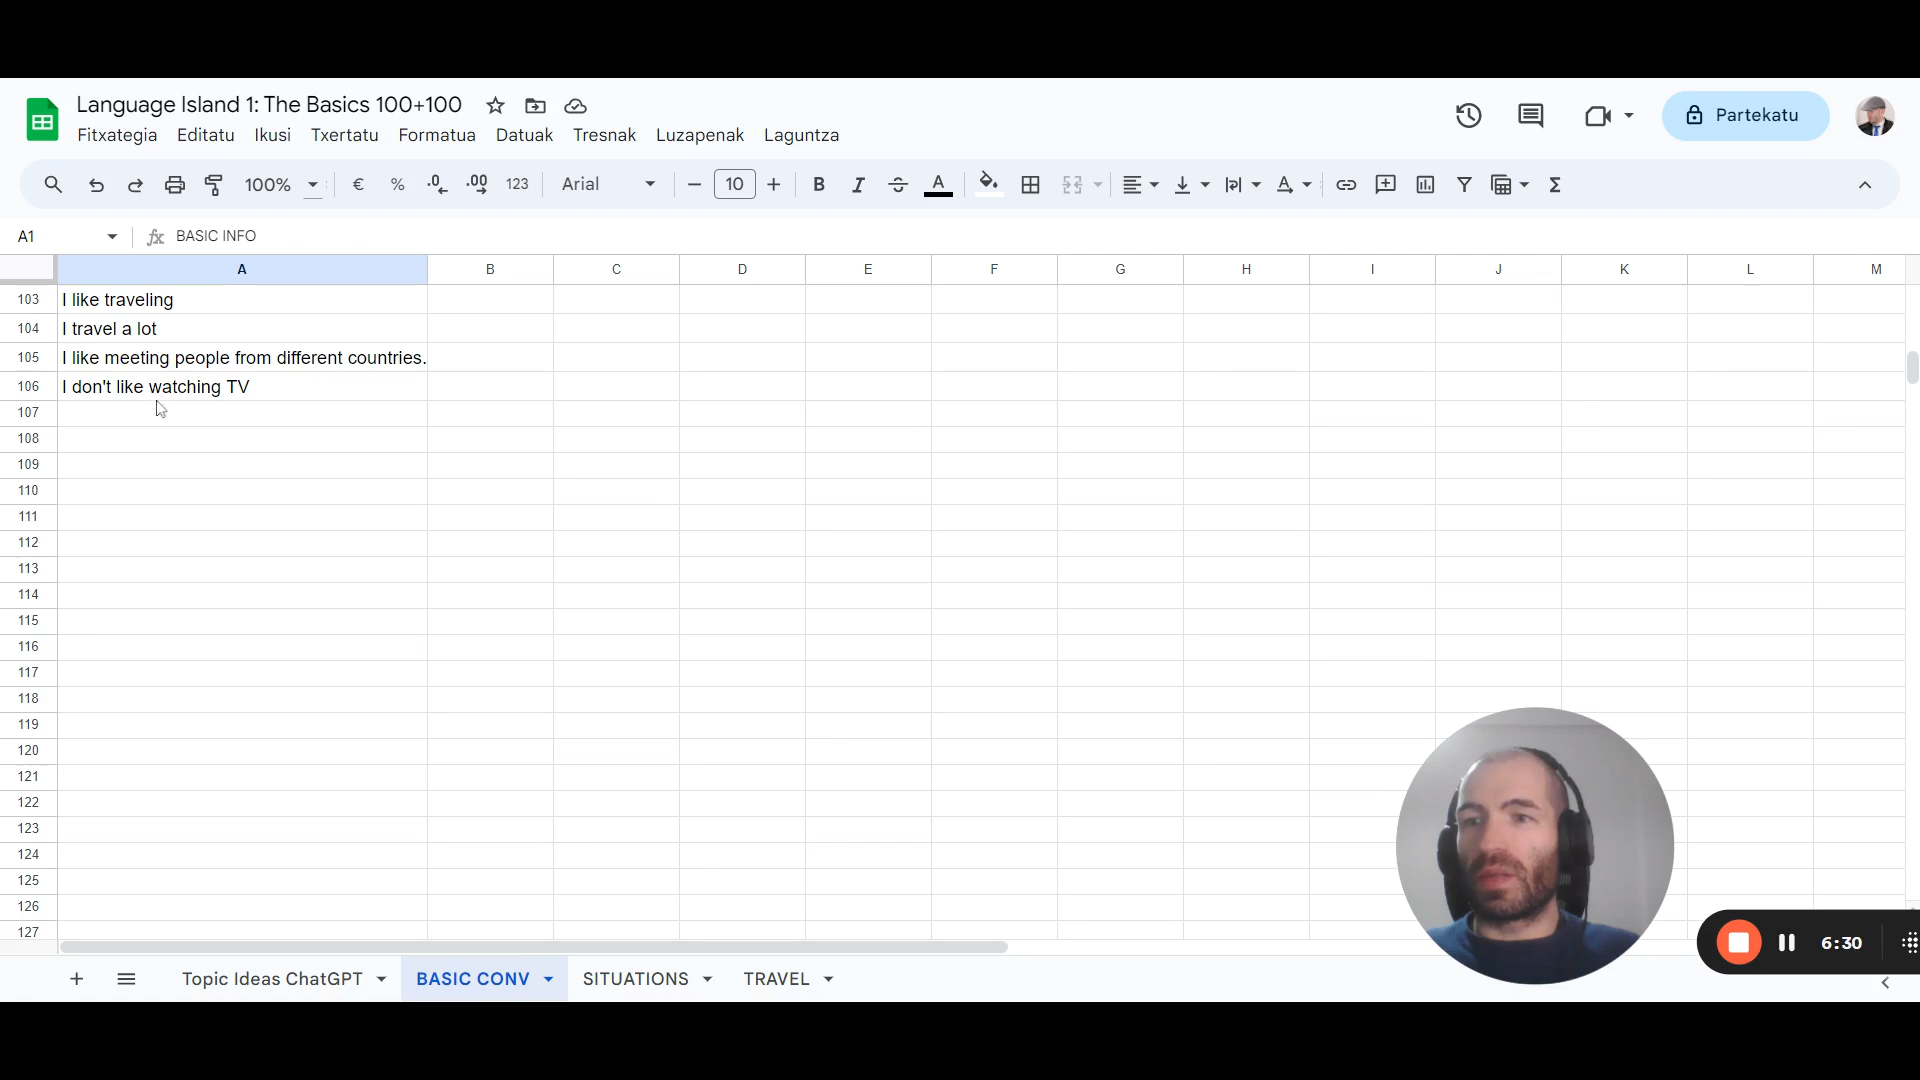 Language Island 1: The Basics 100+100
Fitxategia Editatu Ikusi Txertatu Formatua Datuak Tresnak Luzapenak Laguntza
Partekatu
100% € % .0 .00 123 Arial 10 B I S A A Σ
A1 fx BASIC INFO
A B C D E F G H I J K L M
103 I like traveling
104 I travel a lot
105 I like meeting people from different countries.
106 I don't like watching TV
107
108
109
110
111
112
113
114
115
116
117
118
119
120
121
122
123
124
125
126
127
6:30
Topic Ideas ChatGPT BASIC CONV SITUATIONS TRAVEL